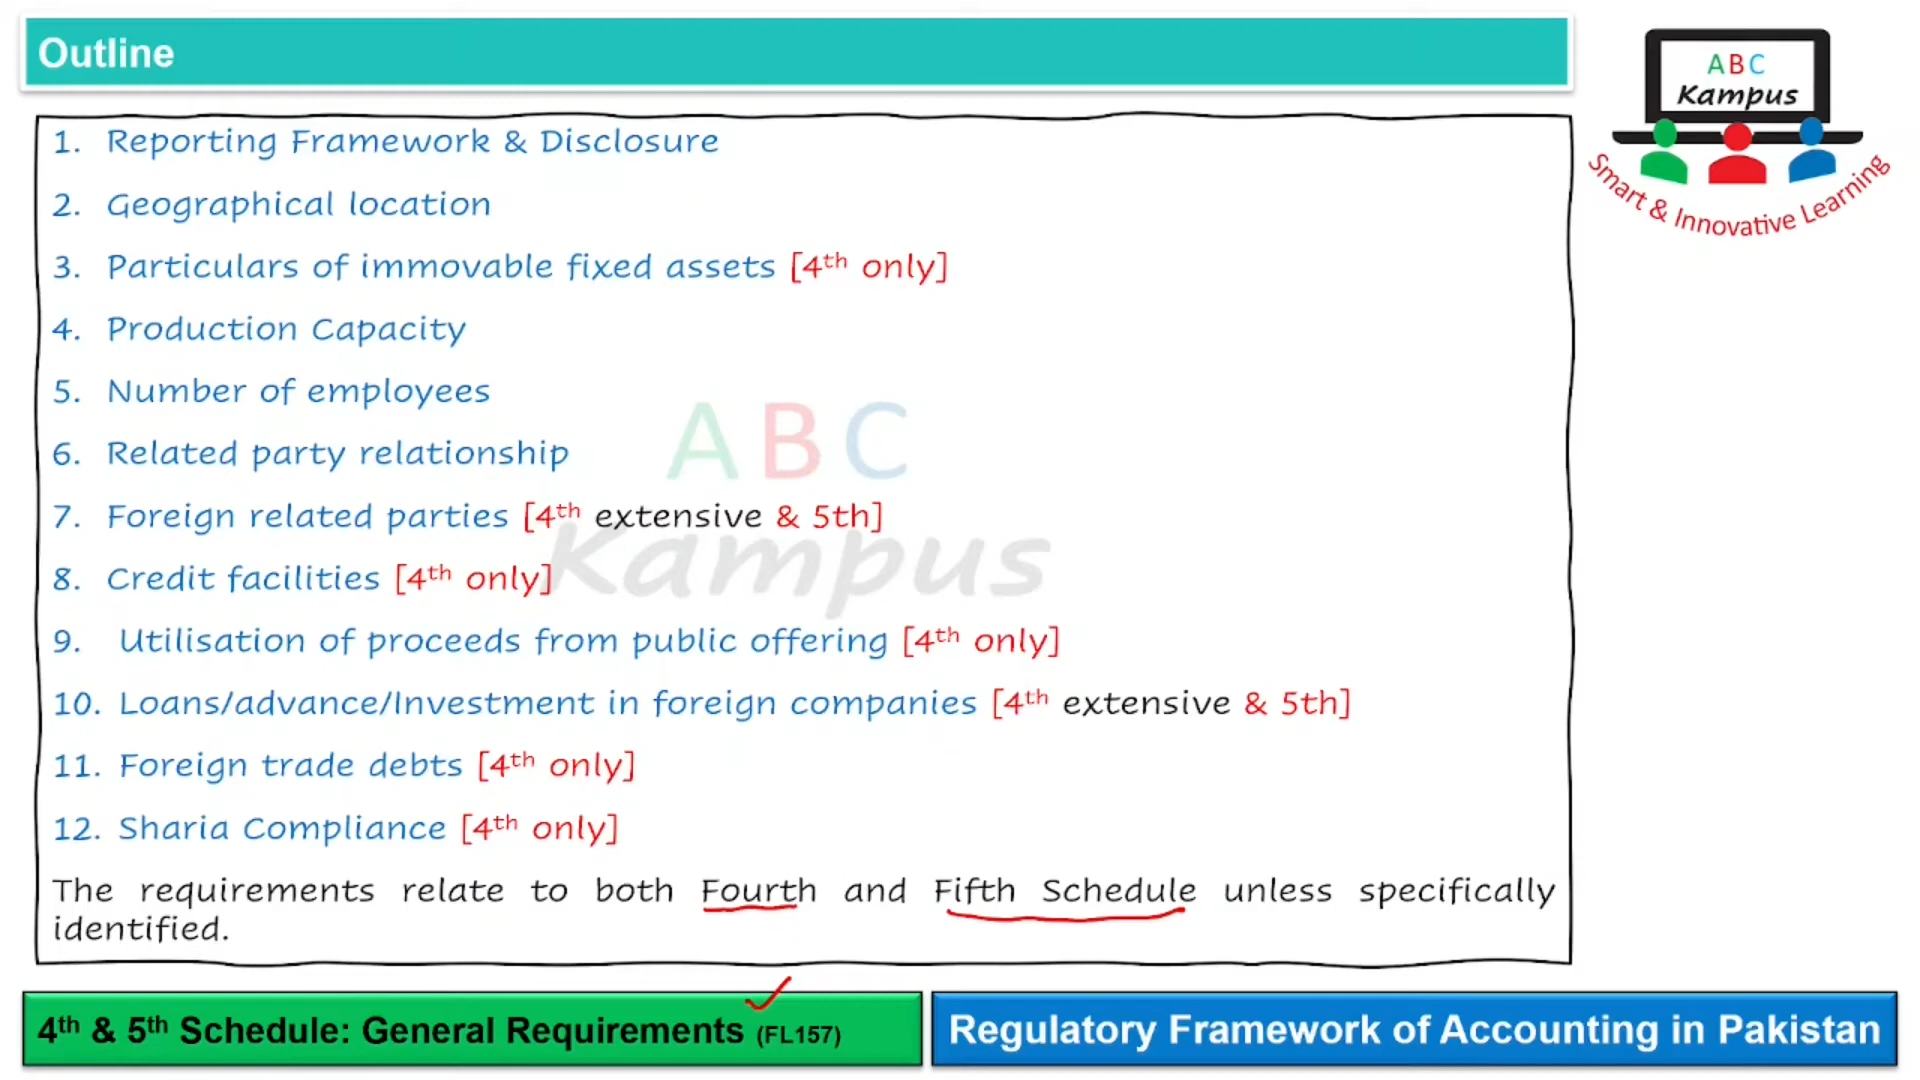 Outline
ABC
Kampus
Smart & Innovative Learning
1. Reporting Framework & Disclosure
2. Geographical location
3. Particulars of immovable fixed assets [4th only]
4. Production Capacity
5. Number of employees
6. Related party relationship
7. Foreign related parties [4th extensive & 5th]
8. Credit facilities [4th only]
9. Utilisation of proceeds from public offering [4th only]
10. Loans/advance/Investment in foreign companies [4th extensive & 5th]
11. Foreign trade debts [4th only]
12. Sharia Compliance [4th only]
The requirements relate to both Fourth and Fifth Schedule unless specifically
identified.
ABC
Kampus
4th & 5th Schedule: General Requirements (FL157)
Regulatory Framework of Accounting in Pakistan